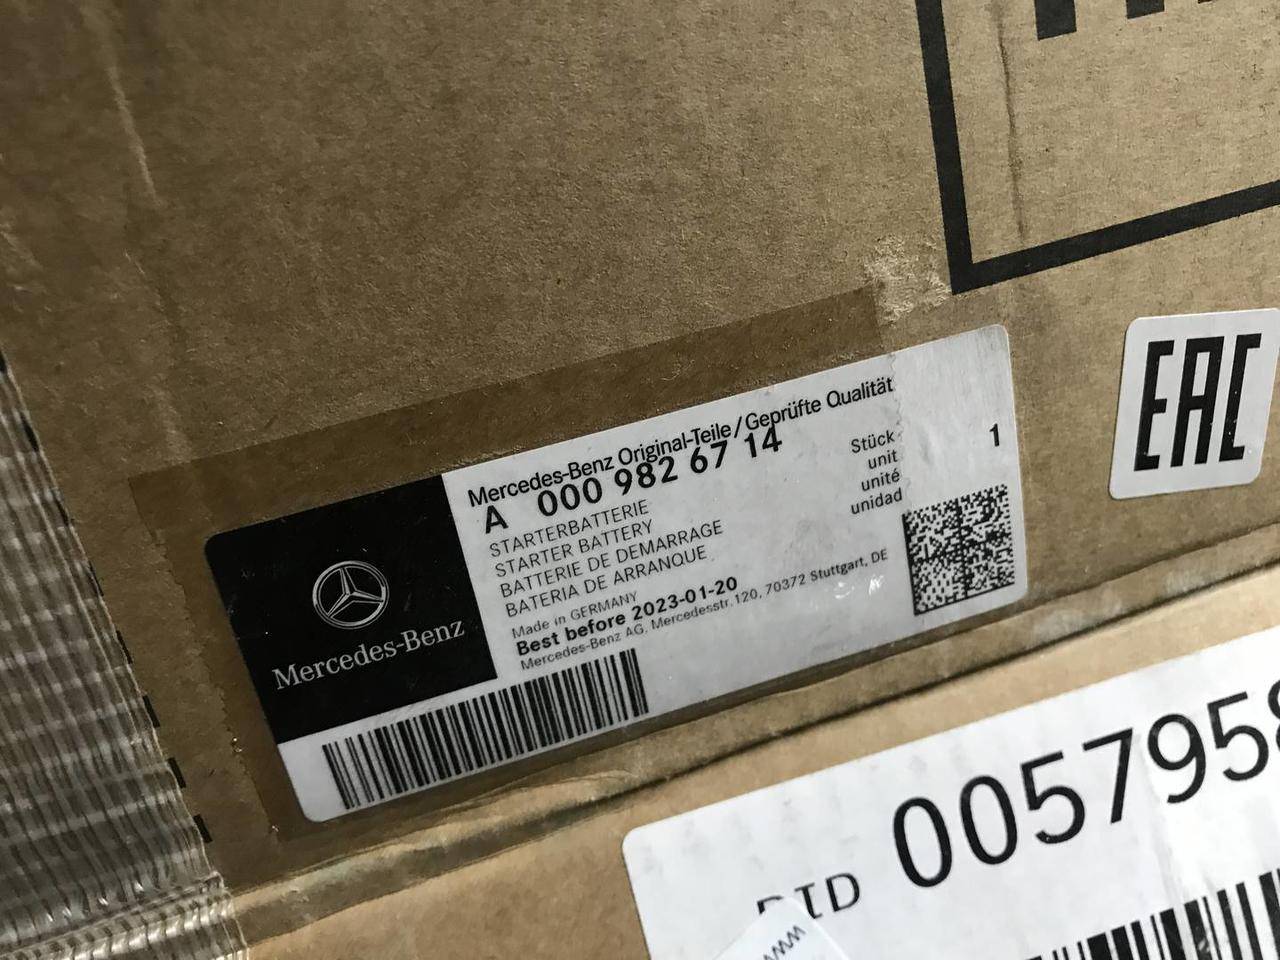 Mercedes-Benz Original-Teile/Geprüfte Qualität
A 000 982 67 14
Stück 1
unit
unité
unidad
STARTERBATTERIE
STARTER BATTERY
BATTERIE DE DEMARRAGE
BATERIA DE ARRANQUE
Made in GERMANY
Best before 2023-01-20
Mercedes-Benz AG, Mercedesstr.120, 70372 Stuttgart, DE
Mercedes-Benz
EAC
005795
www